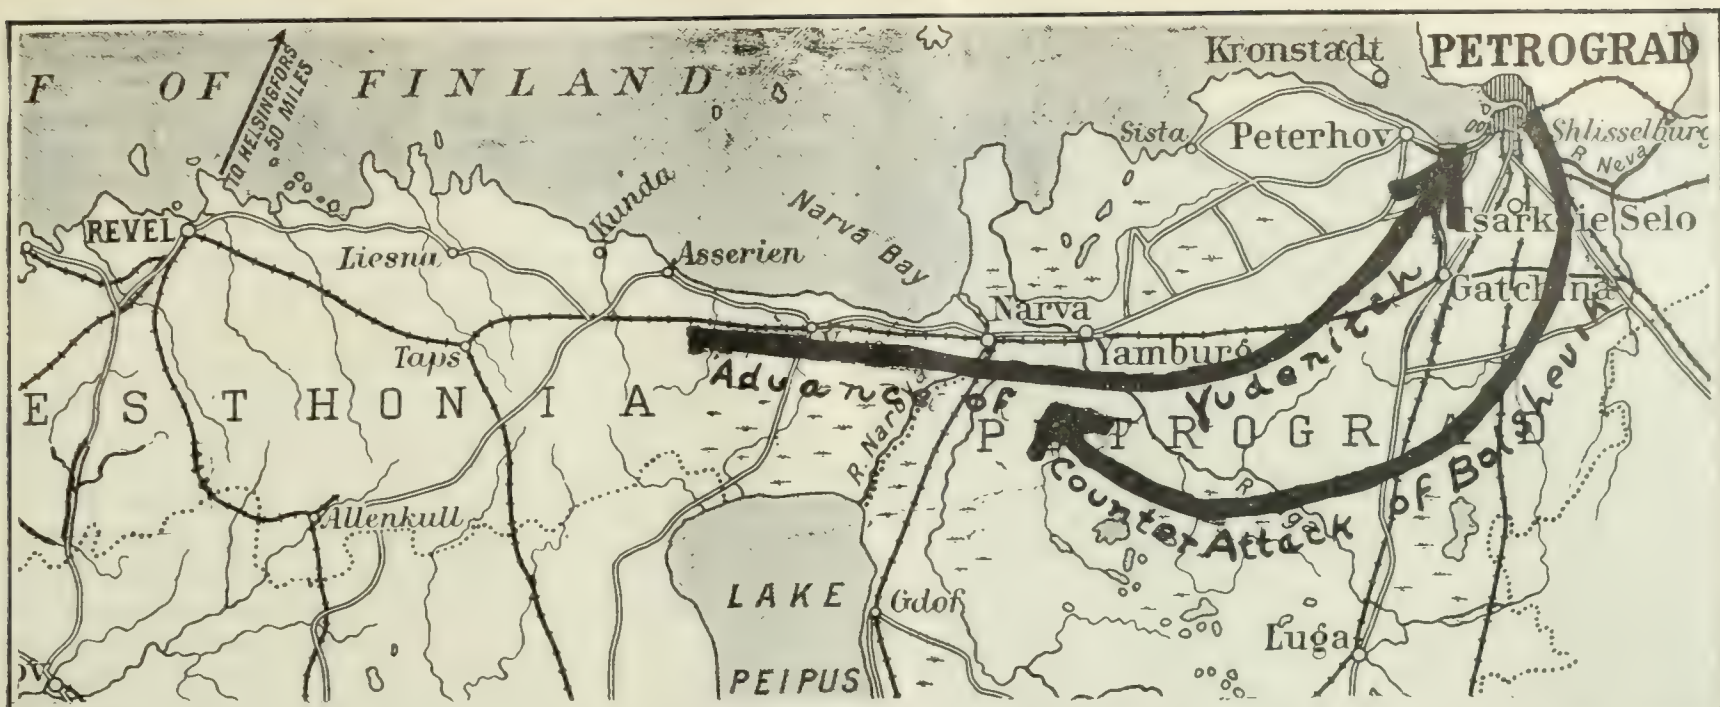 Kronstadt
PETROGRAD
F OF FINLAND
TO HELSINGFORS
50 MILES
Sista
Peterhov
Shlisselburg
R. Neva
Kunda
Narva Bay
REVEL
Liesna
Asserien
Tsarkoie Selo
Gatchina
Narva
Taps
Yamburg
Advance of Yudenitch
ESTHONIA
R. Narova
PETROGRAD
Counter Attack of Bolsheviki
Allenkull
LAKE
PEIPUS
Gdof
Luga
ov